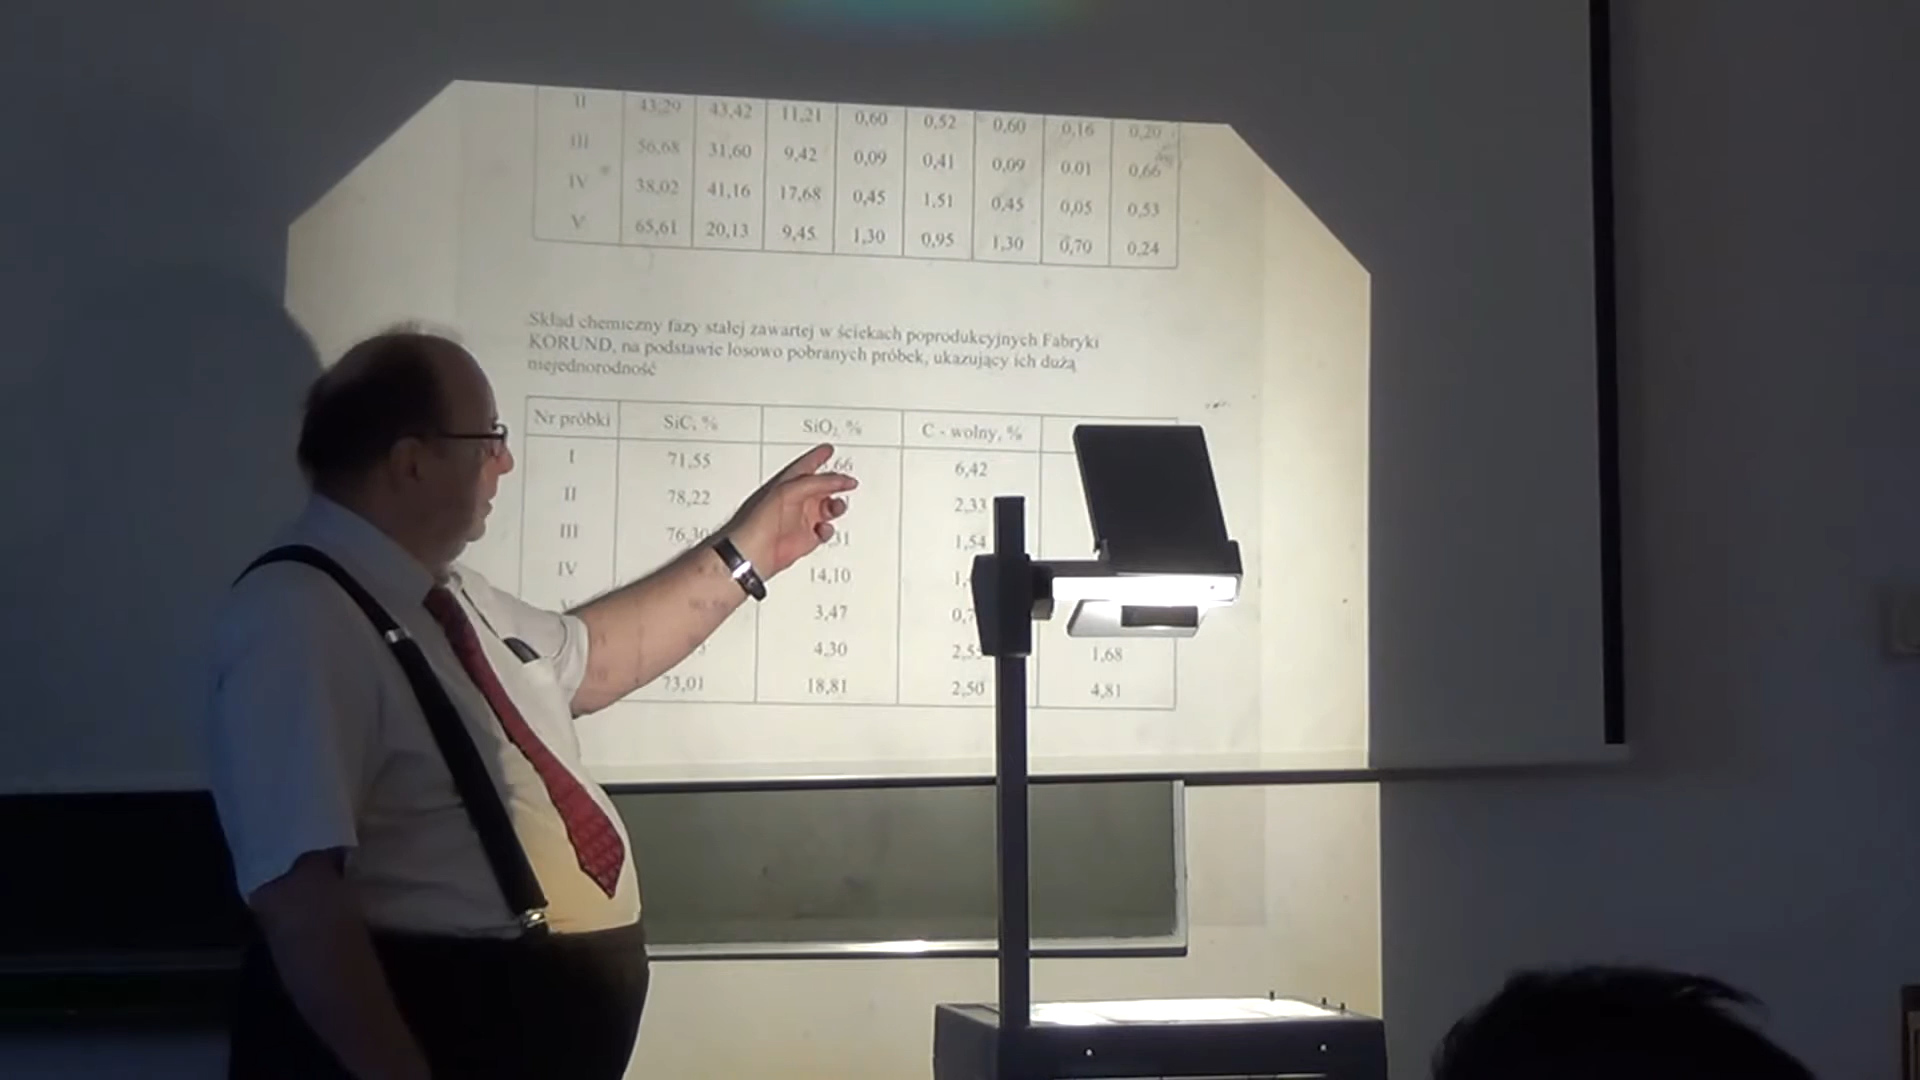 II 43,29 43,42 11,21 0,60 0,52 0,60 0,16 0,20
III 56,68 31,60 9,42 0,09 0,41 0,09 0.01 0,66
IV 38,02 41,16 17,68 0,45 1,51 0,45 0,05 0,53
V 65,61 20,13 9,45 1,30 0,95 1,30 0,70 0,24
Skład chemiczny fazy stałej zawartej w ściekach poprodukcyjnych Fabryki
KORUND, na podstawie losowo pobranych próbek, ukazujący ich dużą
niejednorodność
Nr próbki SiC, % SiO₂, % C - wolny, %
I 71,55 6,42
II 78,22 2,33
III 1,54
IV 14,10
3,47
4,30 1,68
73,01 18,81 2,50 4,81